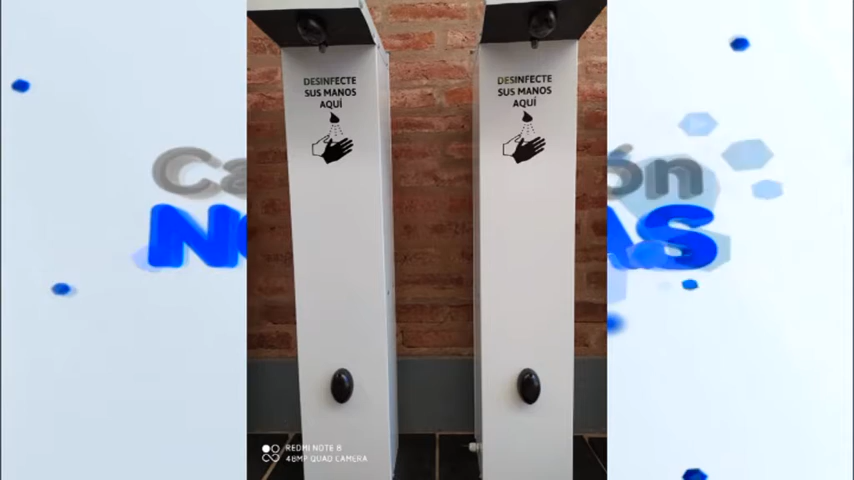 DESINFECTE
SUS MANOS
AQUÍ
DESINFECTE
SUS MANOS
AQUÍ
REDMI NOTE 8
48MP QUAD CAMERA